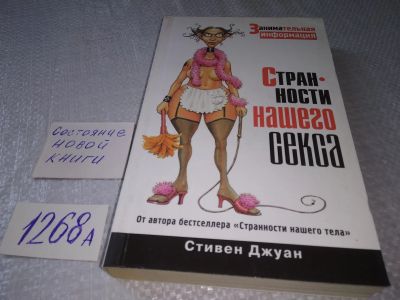 Занимательная
информация
Стран-
ности
нашего
секса
От автора бестселлера «Странности нашего тела»
Стивен Джуан
Состояние
новой
книги
1268А